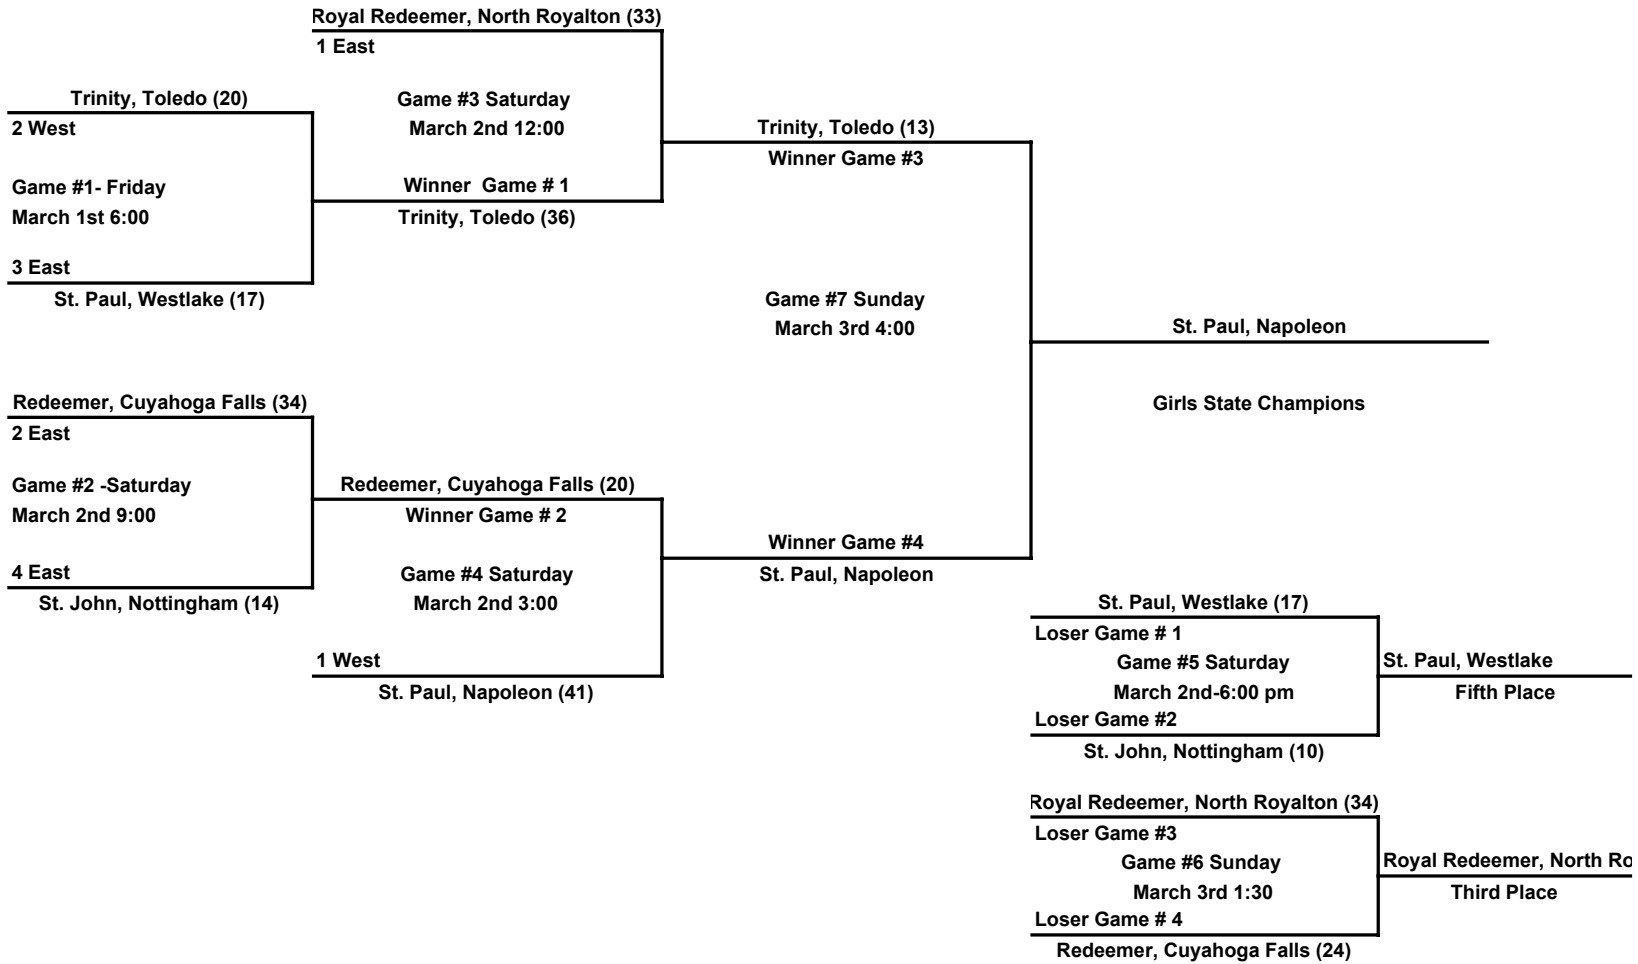 Royal Redeemer, North Royalton (33)
1 East
Trinity, Toledo (20)
2 West
Game #3 Saturday
March 2nd 12:00
Trinity, Toledo (13)
Winner Game #3
Game #1- Friday
March 1st 6:00
Winner  Game # 1
Trinity, Toledo (36)
3 East
St. Paul, Westlake (17)
Game #7 Sunday
March 3rd 4:00
St. Paul, Napoleon
Girls State Champions
Redeemer, Cuyahoga Falls (34)
2 East
Game #2 -Saturday
March 2nd 9:00
Redeemer, Cuyahoga Falls (20)
Winner Game # 2
4 East
St. John, Nottingham (14)
Game #4 Saturday
March 2nd 3:00
Winner Game #4
St. Paul, Napoleon
1 West
St. Paul, Napoleon (41)
St. Paul, Westlake (17)
Loser Game # 1
Game #5 Saturday
March 2nd-6:00 pm
Loser Game #2
St. John, Nottingham (10)
St. Paul, Westlake
Fifth Place
Royal Redeemer, North Royalton (34)
Loser Game #3
Game #6 Sunday
March 3rd 1:30
Loser Game # 4
Redeemer, Cuyahoga Falls (24)
Royal Redeemer, North Ro
Third Place